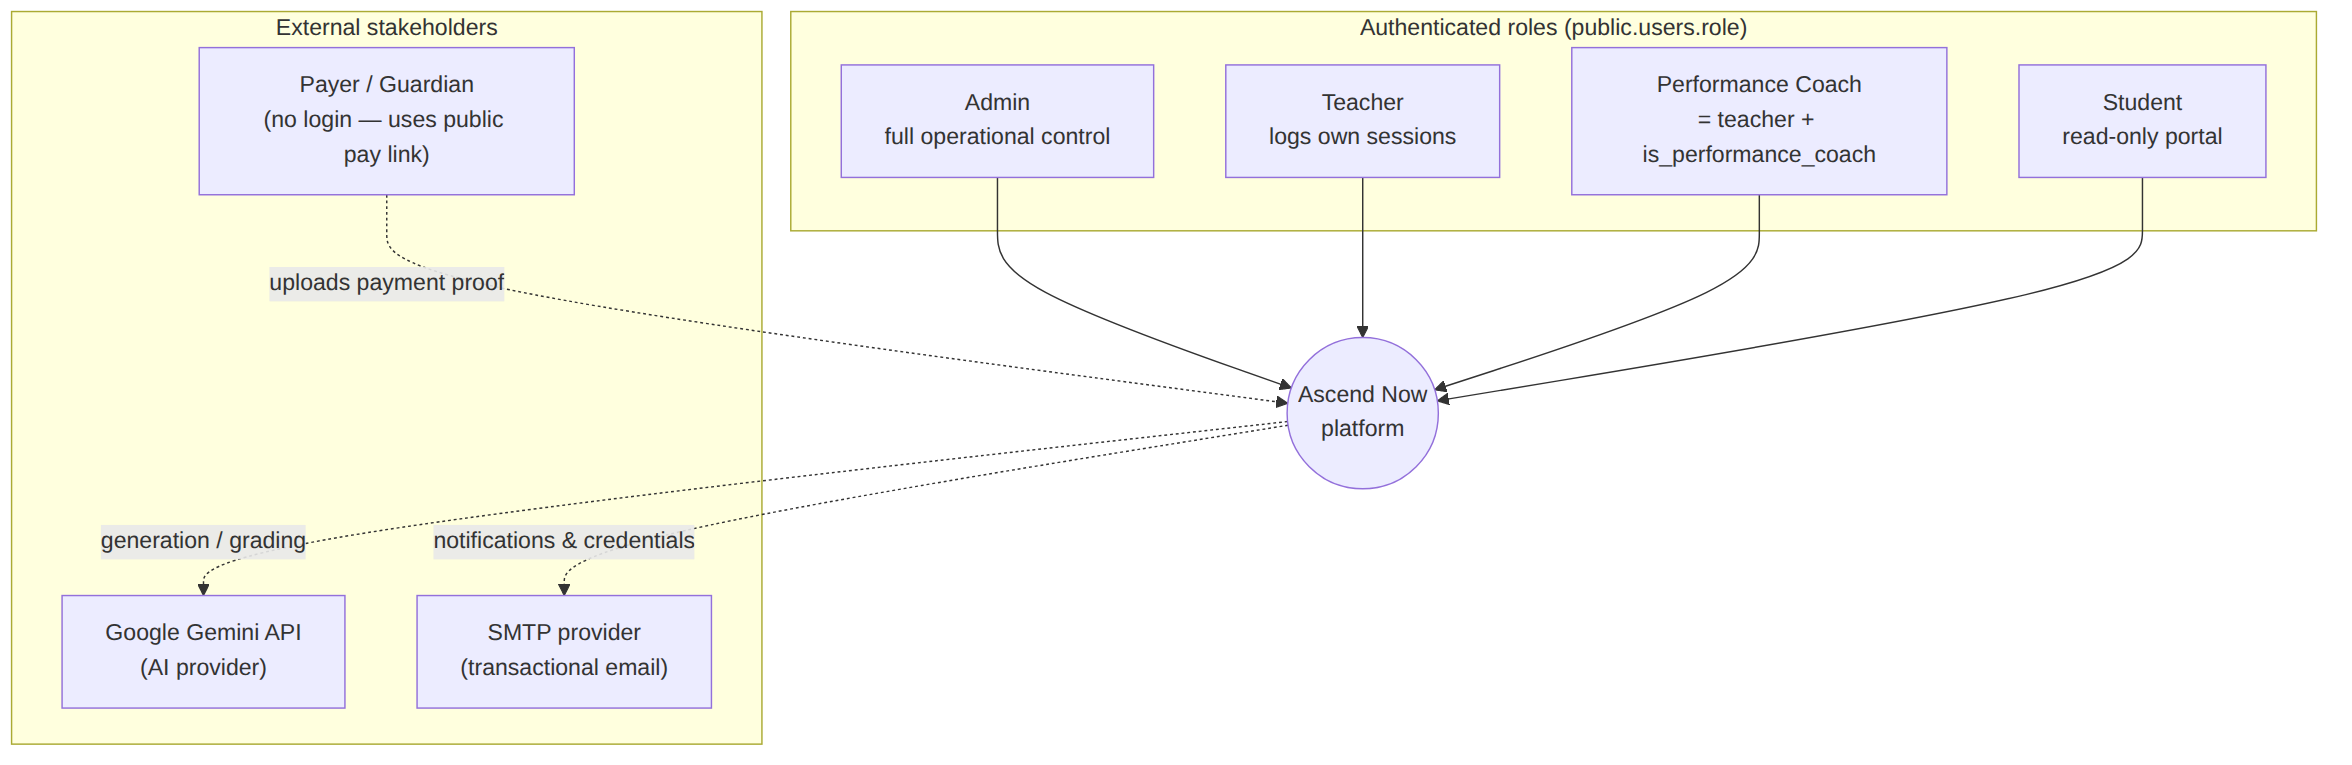 External stakeholders
Payer / Guardian
(no login — uses public
pay link)
uploads payment proof
generation / grading
notifications & credentials
Google Gemini API
(AI provider)
SMTP provider
(transactional email)
Authenticated roles (public.users.role)
Admin
full operational control
Teacher
logs own sessions
Performance Coach
= teacher +
is_performance_coach
Student
read-only portal
Ascend Now
platform